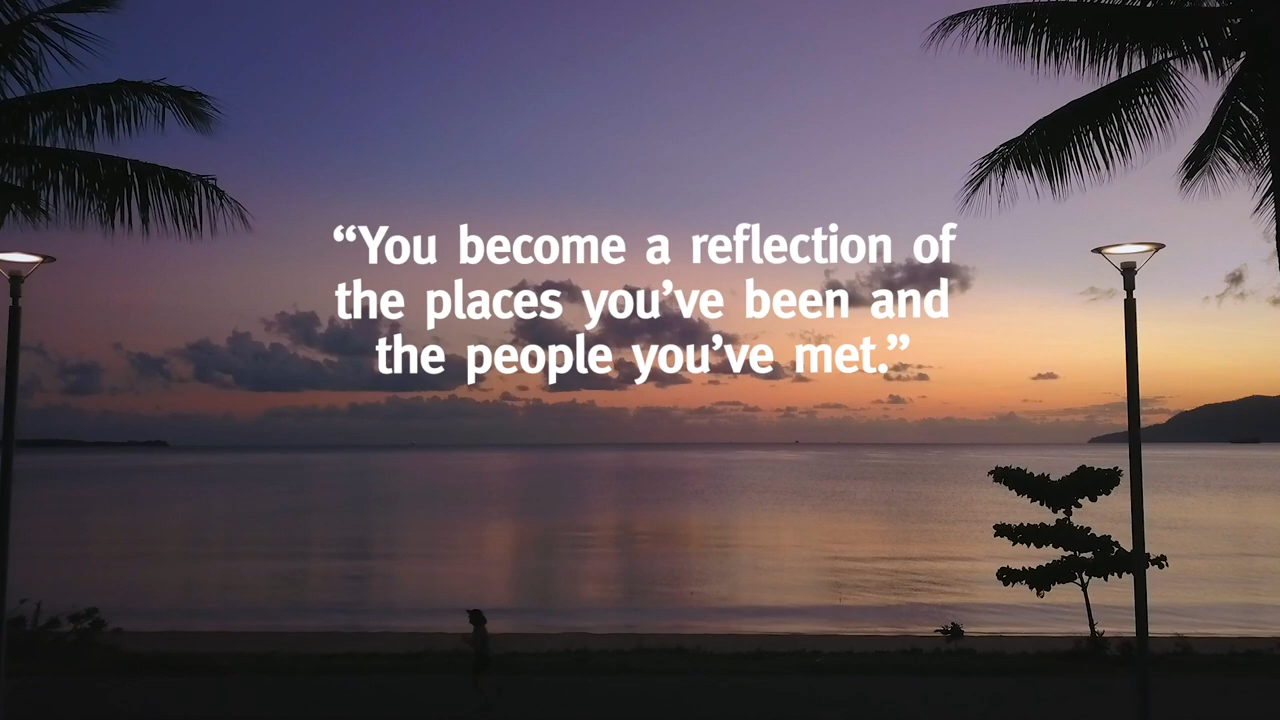 “You become a reflection of
the places you’ve been and
the people you’ve met.”